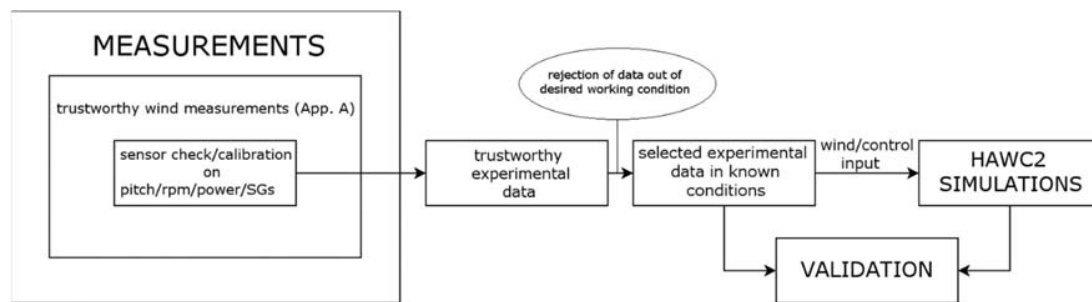 MEASUREMENTS
trustworthy wind measurements (App. A)
sensor check/calibration
on
pitch/rpm/power/SGs
trustworthy
experimental
data
rejection of data out of
desired working condition
selected experimental
data in known
conditions
wind/control
input
HAWC2
SIMULATIONS
VALIDATION